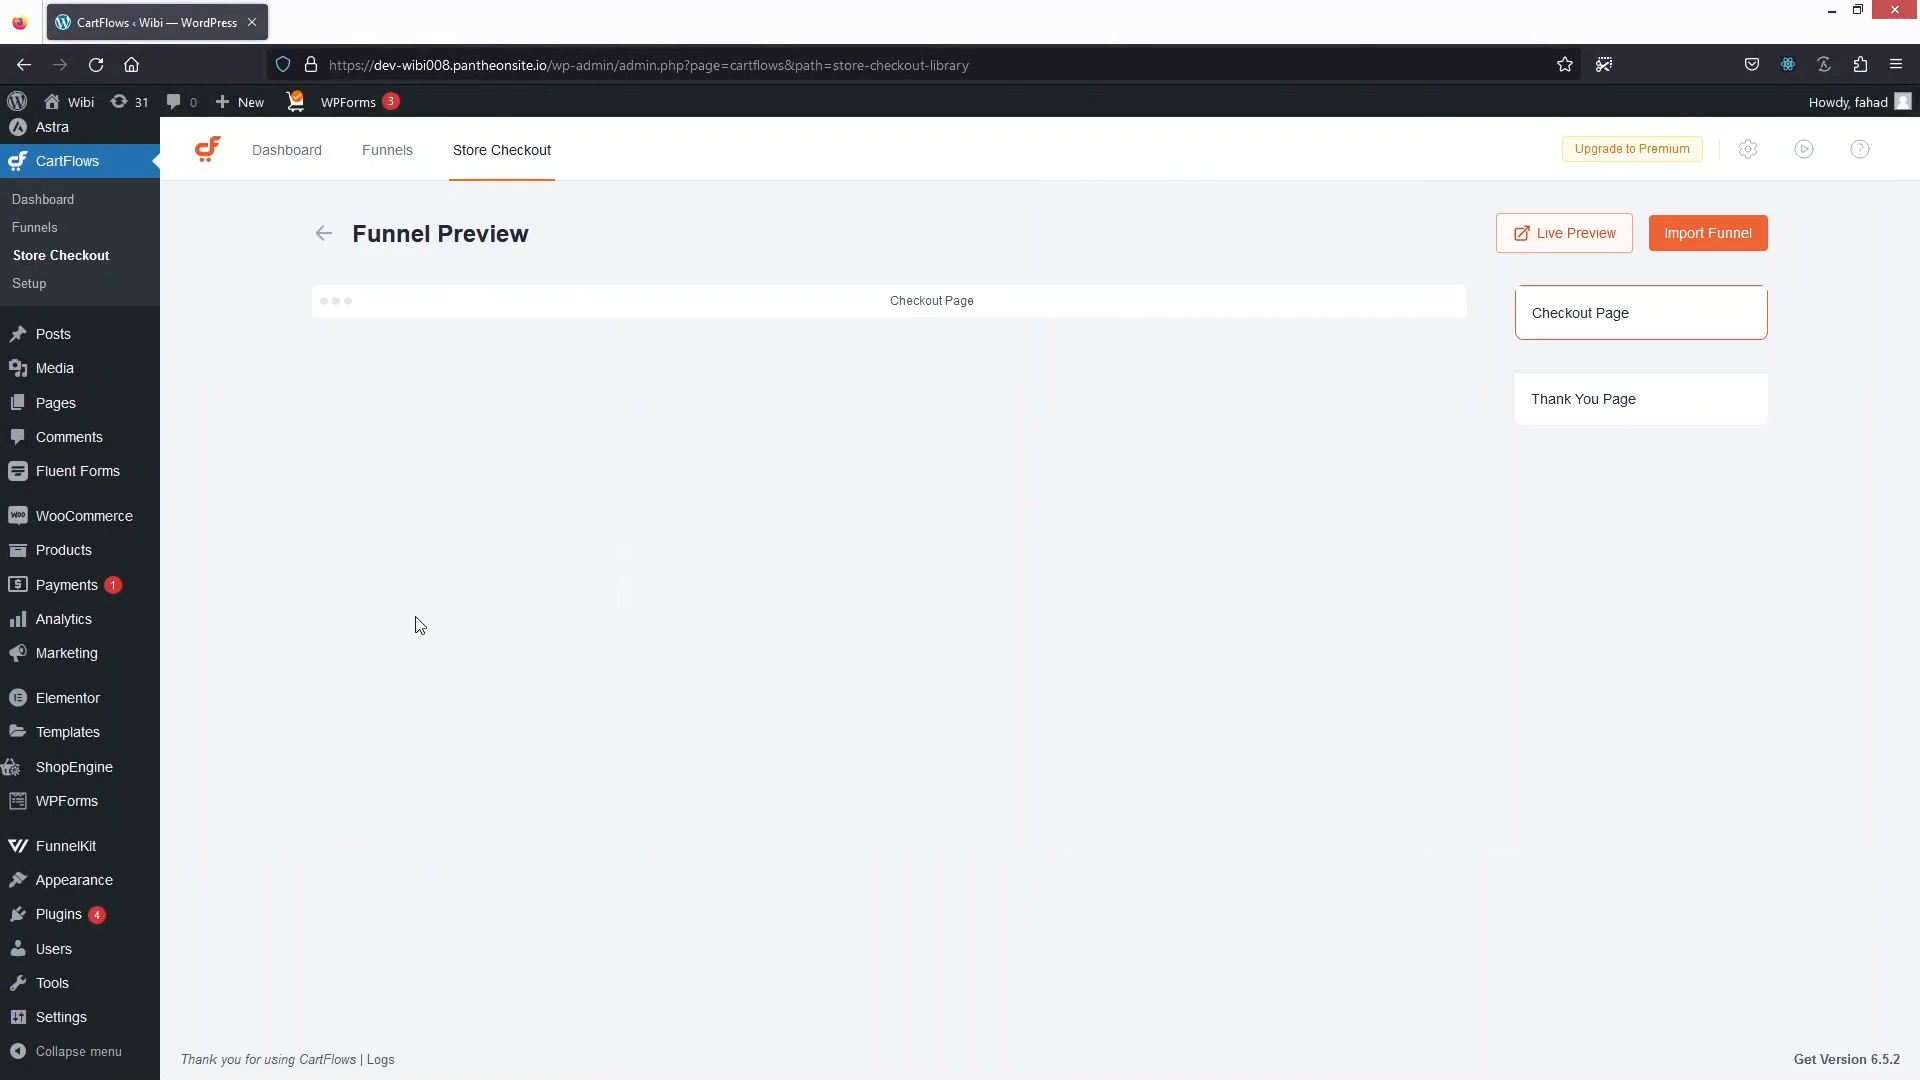 CartFlows ‹ Wibi — WordPress
https://dev-wibi008.pantheonsite.io/wp-admin/admin.php?page=cartflows&path=store-checkout-library
Wibi 31 0 New WPForms 3 Howdy, fahad
Astra
CartFlows
Dashboard
Funnels
Store Checkout
Setup
Posts
Media
Pages
Comments
Fluent Forms
WooCommerce
Products
Payments 1
Analytics
Marketing
Elementor
Templates
ShopEngine
WPForms
FunnelKit
Appearance
Plugins 4
Users
Tools
Settings
Collapse menu
Dashboard Funnels Store Checkout Upgrade to Premium
Funnel Preview Live Preview Import Funnel
Checkout Page
Checkout Page
Thank You Page
Thank you for using CartFlows | Logs Get Version 6.5.2